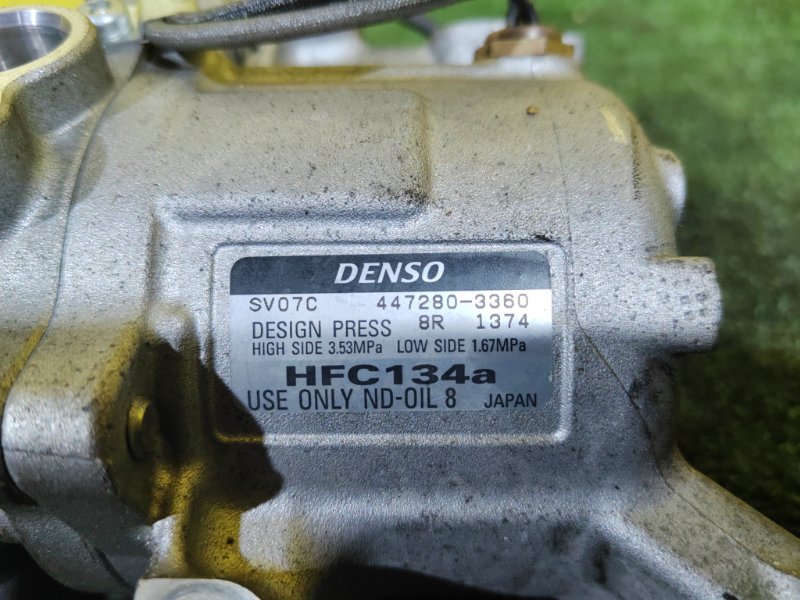 DENSO
SV07C 447280-3360
DESIGN PRESS 8R 1374
HIGH SIDE 3.53MPa LOW SIDE 1.67MPa
HFC134a
USE ONLY ND-OIL 8 JAPAN